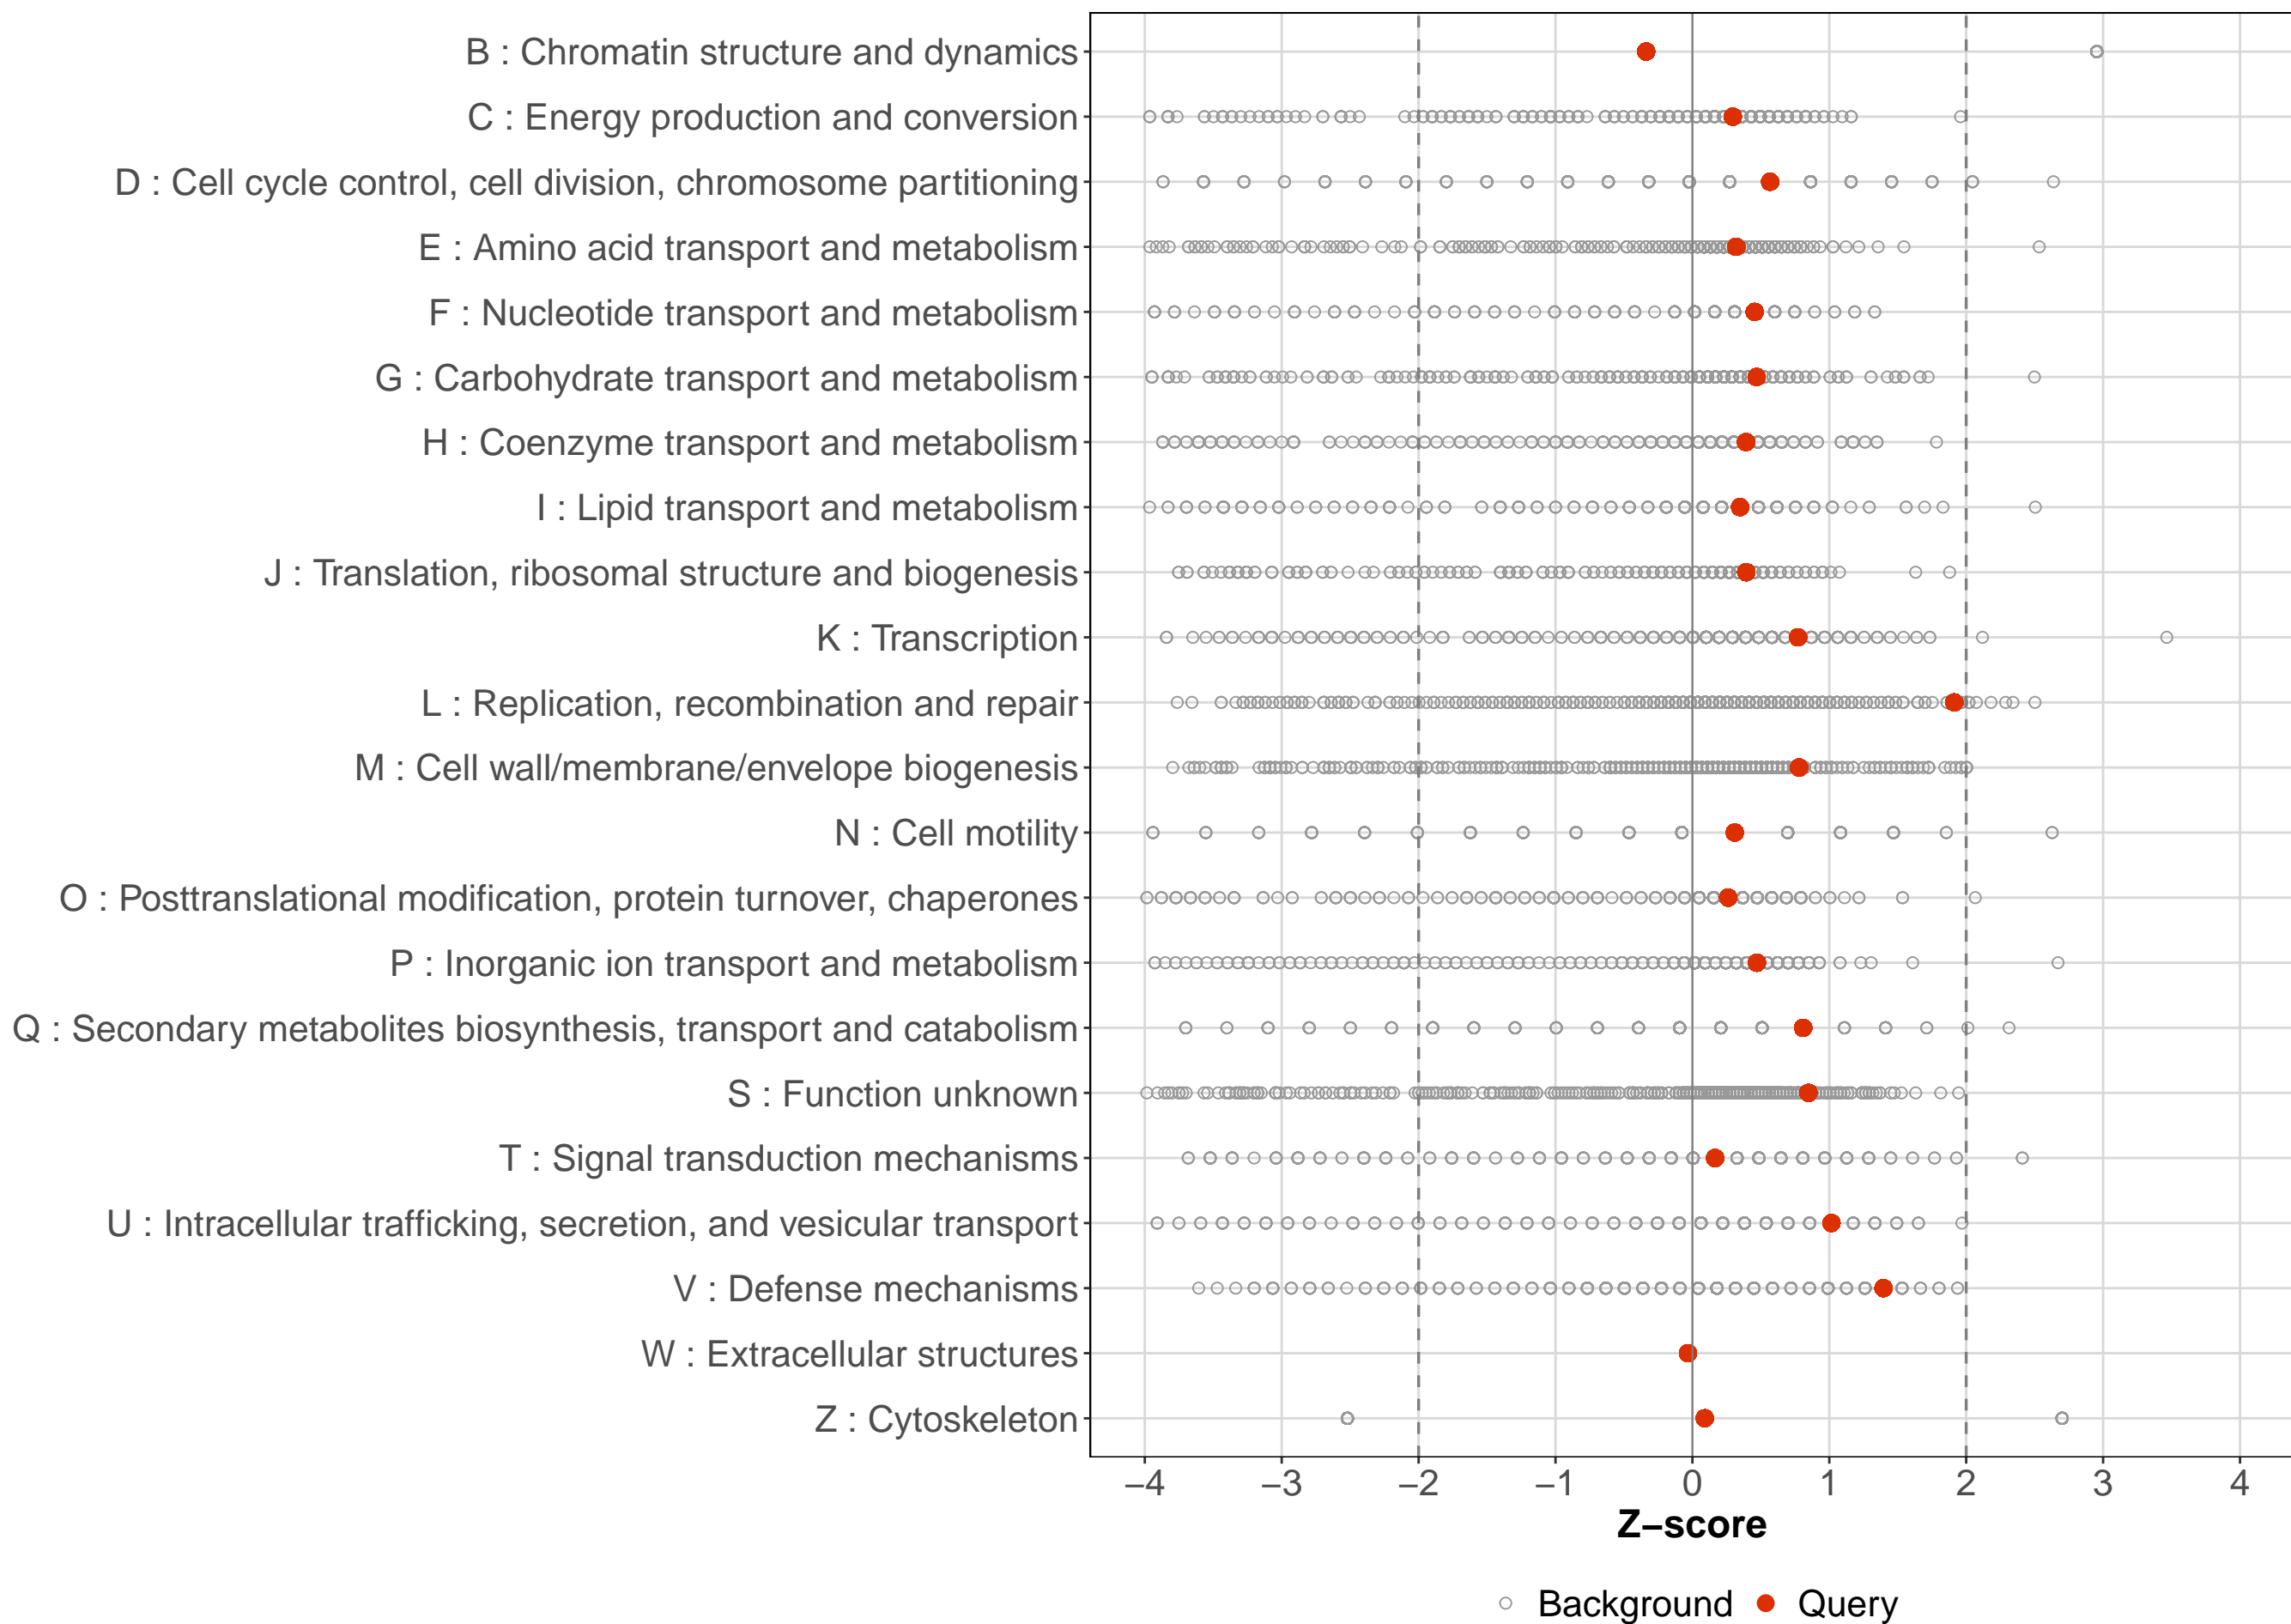 B : Chromatin structure and dynamics
C : Energy production and conversion
D : Cell cycle control, cell division, chromosome partitioning
E : Amino acid transport and metabolism
F : Nucleotide transport and metabolism
G : Carbohydrate transport and metabolism
H : Coenzyme transport and metabolism
I : Lipid transport and metabolism
J : Translation, ribosomal structure and biogenesis
K : Transcription
L : Replication, recombination and repair
M : Cell wall/membrane/envelope biogenesis
N : Cell motility
O : Posttranslational modification, protein turnover, chaperones
P : Inorganic ion transport and metabolism
Q : Secondary metabolites biosynthesis, transport and catabolism
S : Function unknown
T : Signal transduction mechanisms
U : Intracellular trafficking, secretion, and vesicular transport
V : Defense mechanisms
W : Extracellular structures
Z : Cytoskeleton
−4 −3 −2 −1 0 1 2 3 4
Z−score
Background Query